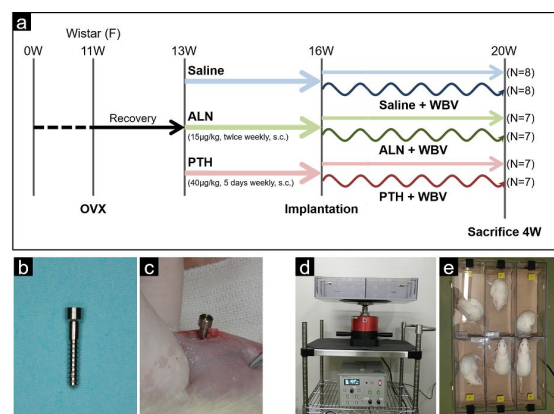 a
Wistar (F)
0W 11W 13W 16W 20W
Saline
(N=8)
(N=8)
Saline + WBV
Recovery
ALN
(15μg/kg, twice weekly, s.c.)
(N=7)
(N=7)
ALN + WBV
PTH
(40μg/kg, 5 days weekly, s.c.)
(N=7)
(N=7)
PTH + WBV
OVX
Implantation
Sacrifice 4W
b
c
d
e